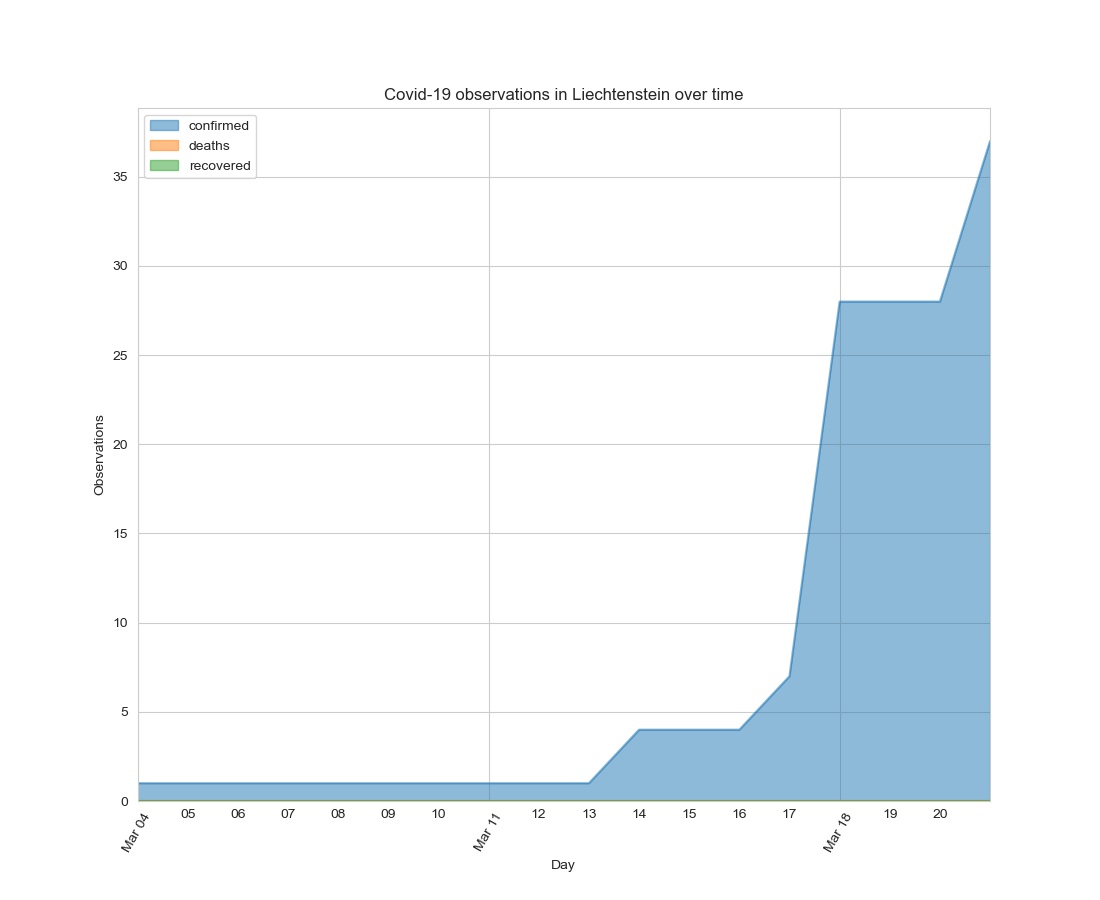 Covid-19 observations in Liechtenstein over time
confirmed
deaths
recovered
35
30
25
20
15
10
5
0
Observations
Mar 04 05 06 07 08 09 10 Mar 11 12 13 14 15 16 17 Mar 18 19 20
Day